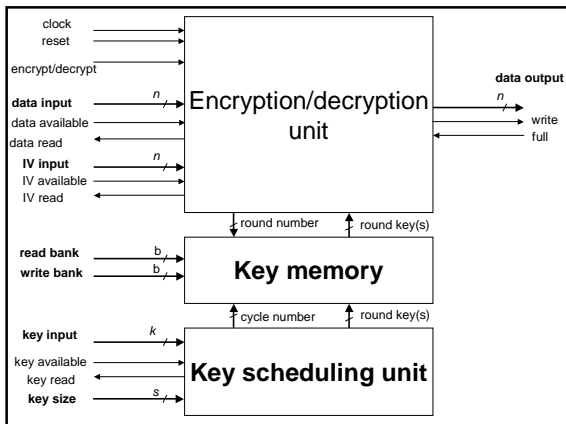 clock
reset
encrypt/decrypt
data input
n
data available
data read
IV input
n
IV available
IV read
Encryption/decryption
unit
data output
n
write
full
round number
round key(s)
read bank
b
write bank
b
Key memory
cycle number
round key(s)
key input
k
key available
key read
key size
s
Key scheduling unit